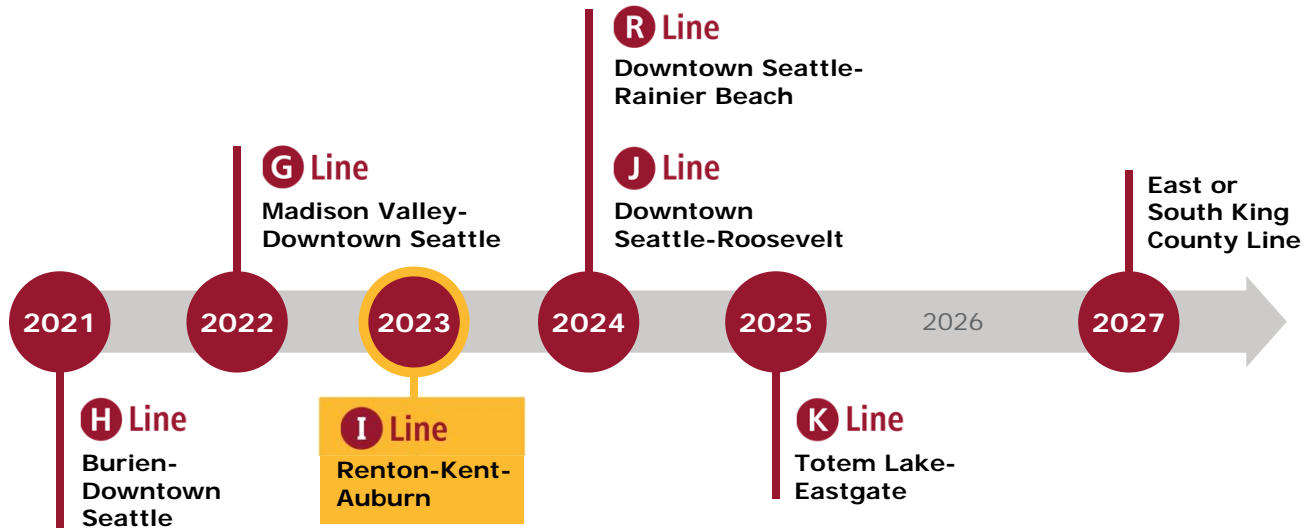 R Line
Downtown Seattle-
Rainier Beach
G Line
Madison Valley-
Downtown Seattle
J Line
Downtown
Seattle-Roosevelt
East or
South King
County Line
2021
2022
2023
2024
2025
2026
2027
H Line
Burien-
Downtown
Seattle
I Line
Renton-Kent-
Auburn
K Line
Totem Lake-
Eastgate